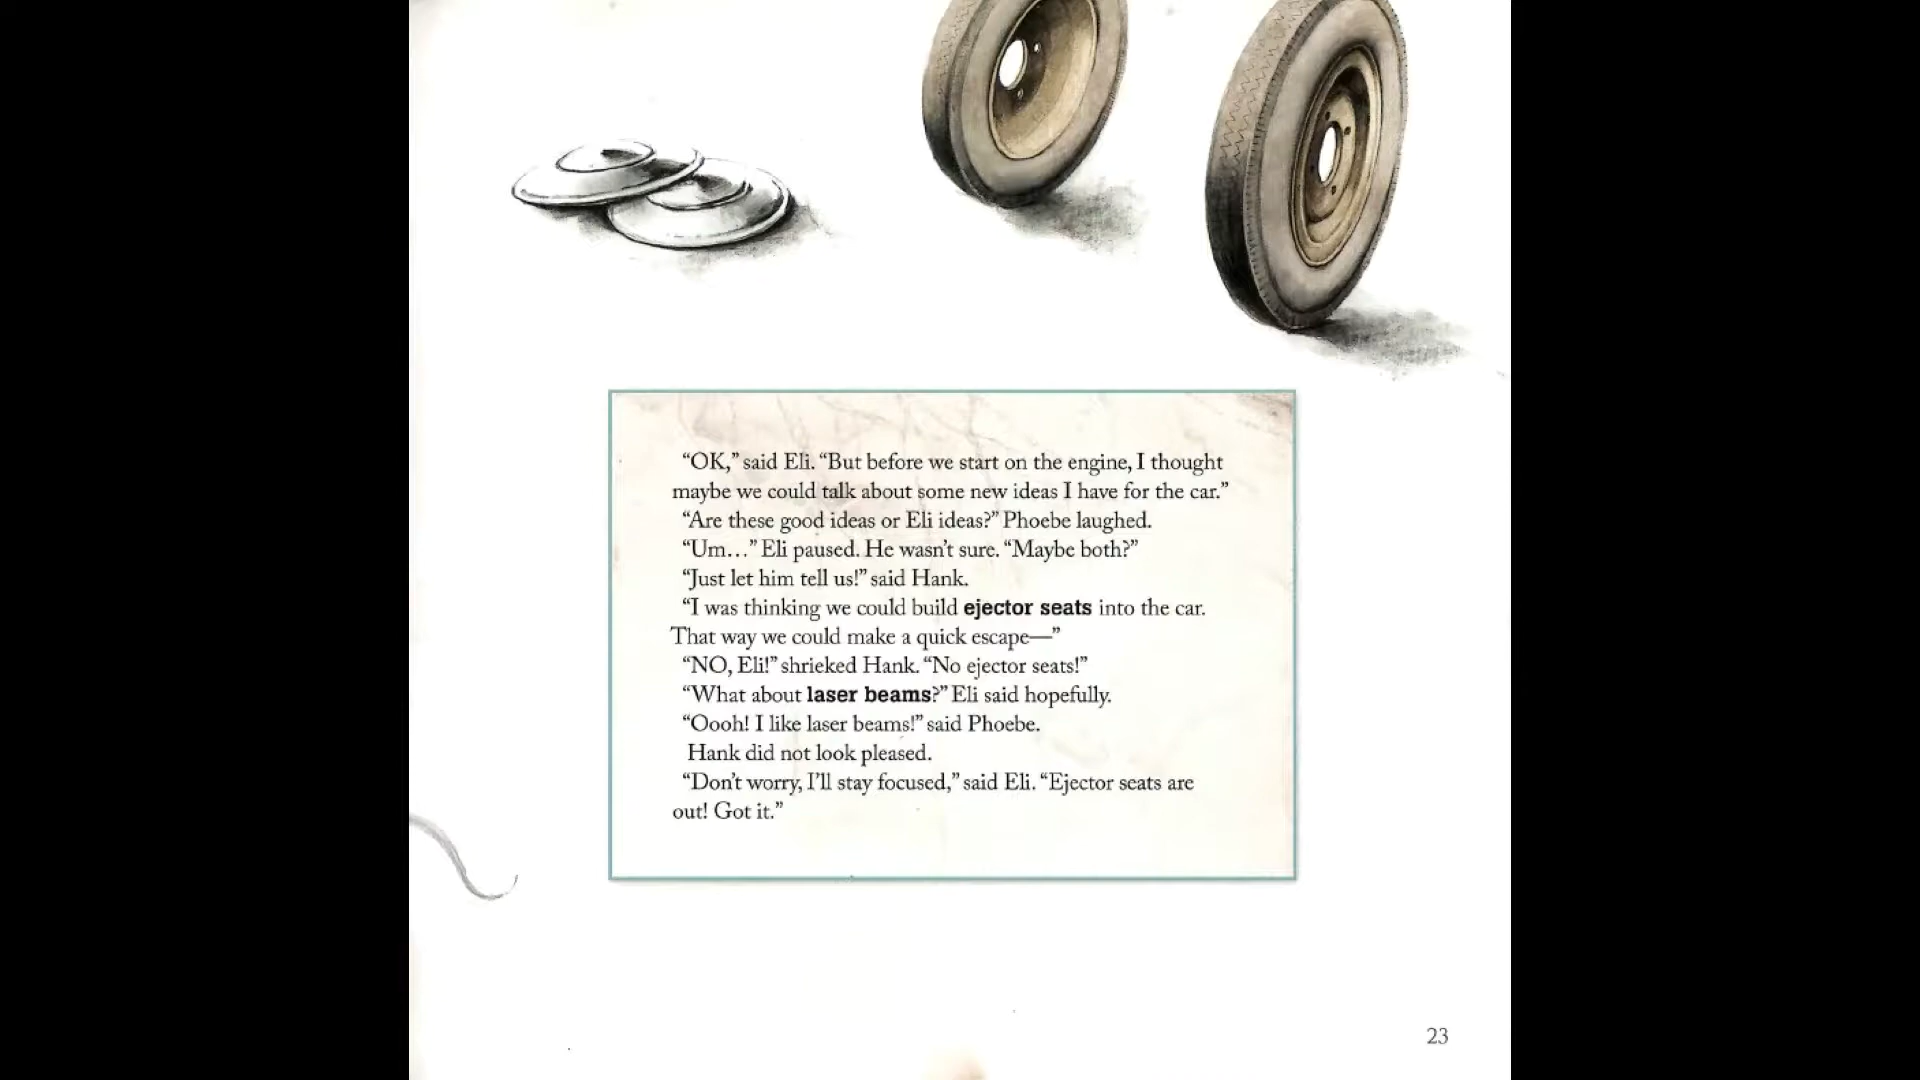 “OK,” said Eli. “But before we start on the engine, I thought
maybe we could talk about some new ideas I have for the car.”
“Are these good ideas or Eli ideas?” Phoebe laughed.
“Um…” Eli paused. He wasn’t sure. “Maybe both?”
“Just let him tell us!” said Hank.
“I was thinking we could build ejector seats into the car.
That way we could make a quick escape—”
“NO, Eli!” shrieked Hank. “No ejector seats!”
“What about laser beams?” Eli said hopefully.
“Oooh! I like laser beams!” said Phoebe.
Hank did not look pleased.
“Don’t worry, I’ll stay focused,” said Eli. “Ejector seats are
out! Got it.”
23